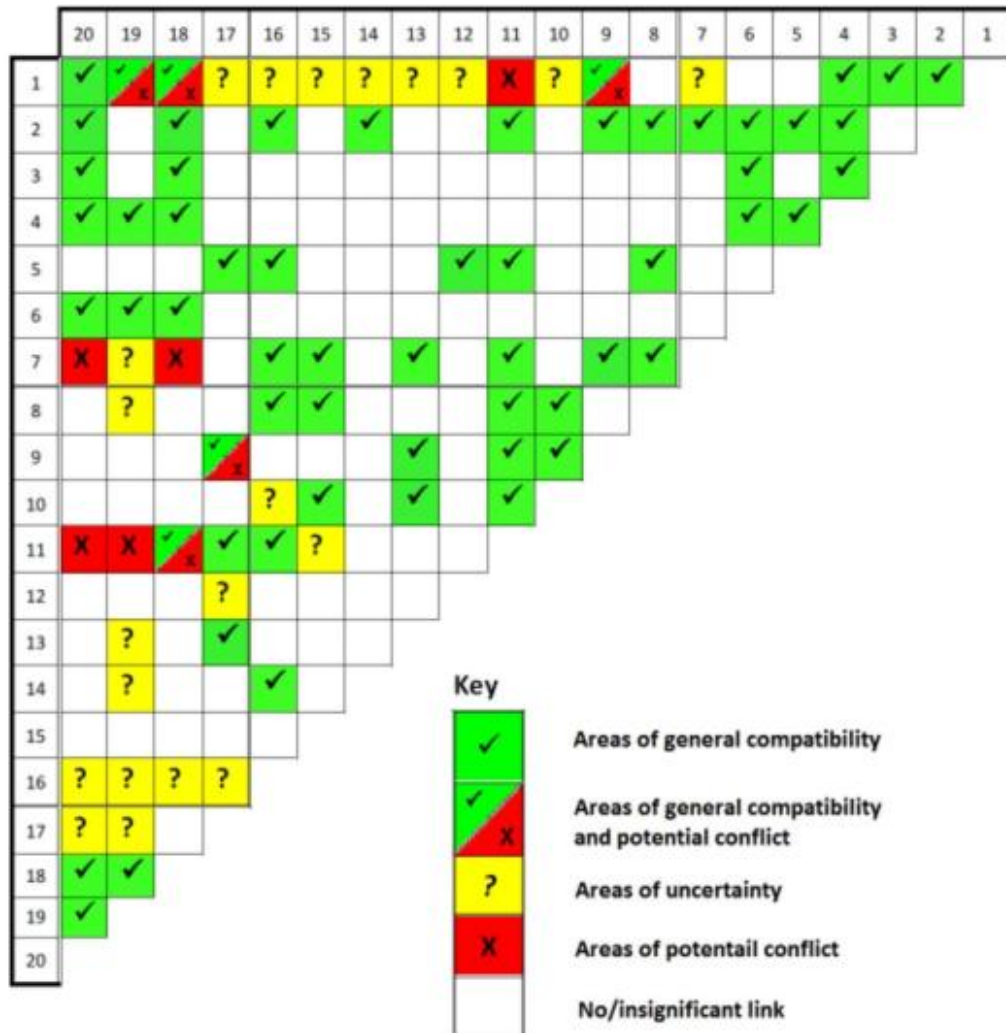 20 19 18 17 16 15 14 13 12 11 10 9 8 7 6 5 4 3 2 1
1 ✓ ✓ x ✓ x ? ? ? ? ? ? X ? ✓ x ? ✓ ✓ ✓
2 ✓ ✓ ✓ ✓ ✓ ✓ ✓ ✓ ✓ ✓ ✓
3 ✓ ✓ ✓ ✓
4 ✓ ✓ ✓ ✓ ✓
5 ✓ ✓ ✓ ✓ ✓
6 ✓ ✓ ✓
7 X ? X ✓ ✓ ✓ ✓ ✓ ✓
8 ? ✓ ✓ ✓ ✓
9 ✓ x ✓ ✓ ✓
10 ? ✓ ✓ ✓
11 X X ✓ x ✓ ✓ ?
12 ?
13 ? ✓
14 ? ✓
15
16 ? ? ? ?
17 ? ?
18 ✓ ✓
19 ✓
20
Key
✓ Areas of general compatibility
✓ Areas of general compatibility
X and potential conflict
? Areas of uncertainty
X Areas of potentail conflict
No/insignificant link